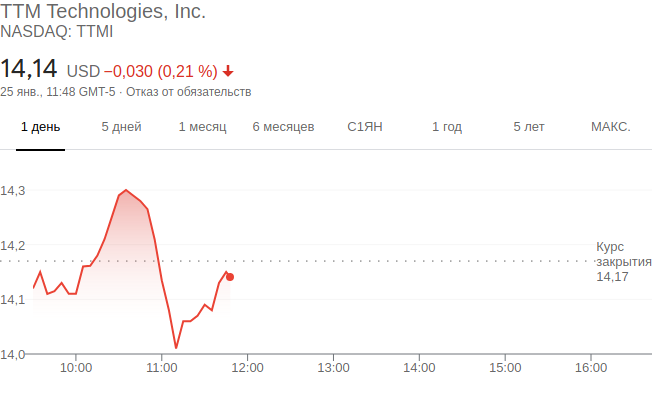 TTM Technologies, Inc.
NASDAQ: TTMI
14,14 USD −0,030 (0,21 %)
25 янв., 11:48 GMT-5 · Отказ от обязательств
1 день 5 дней 1 месяц 6 месяцев С1ЯН 1 год 5 лет МАКС.
14,3
14,2
Курс
закрытия
14,17
14,1
14,0
10:00 11:00 12:00 13:00 14:00 15:00 16:00